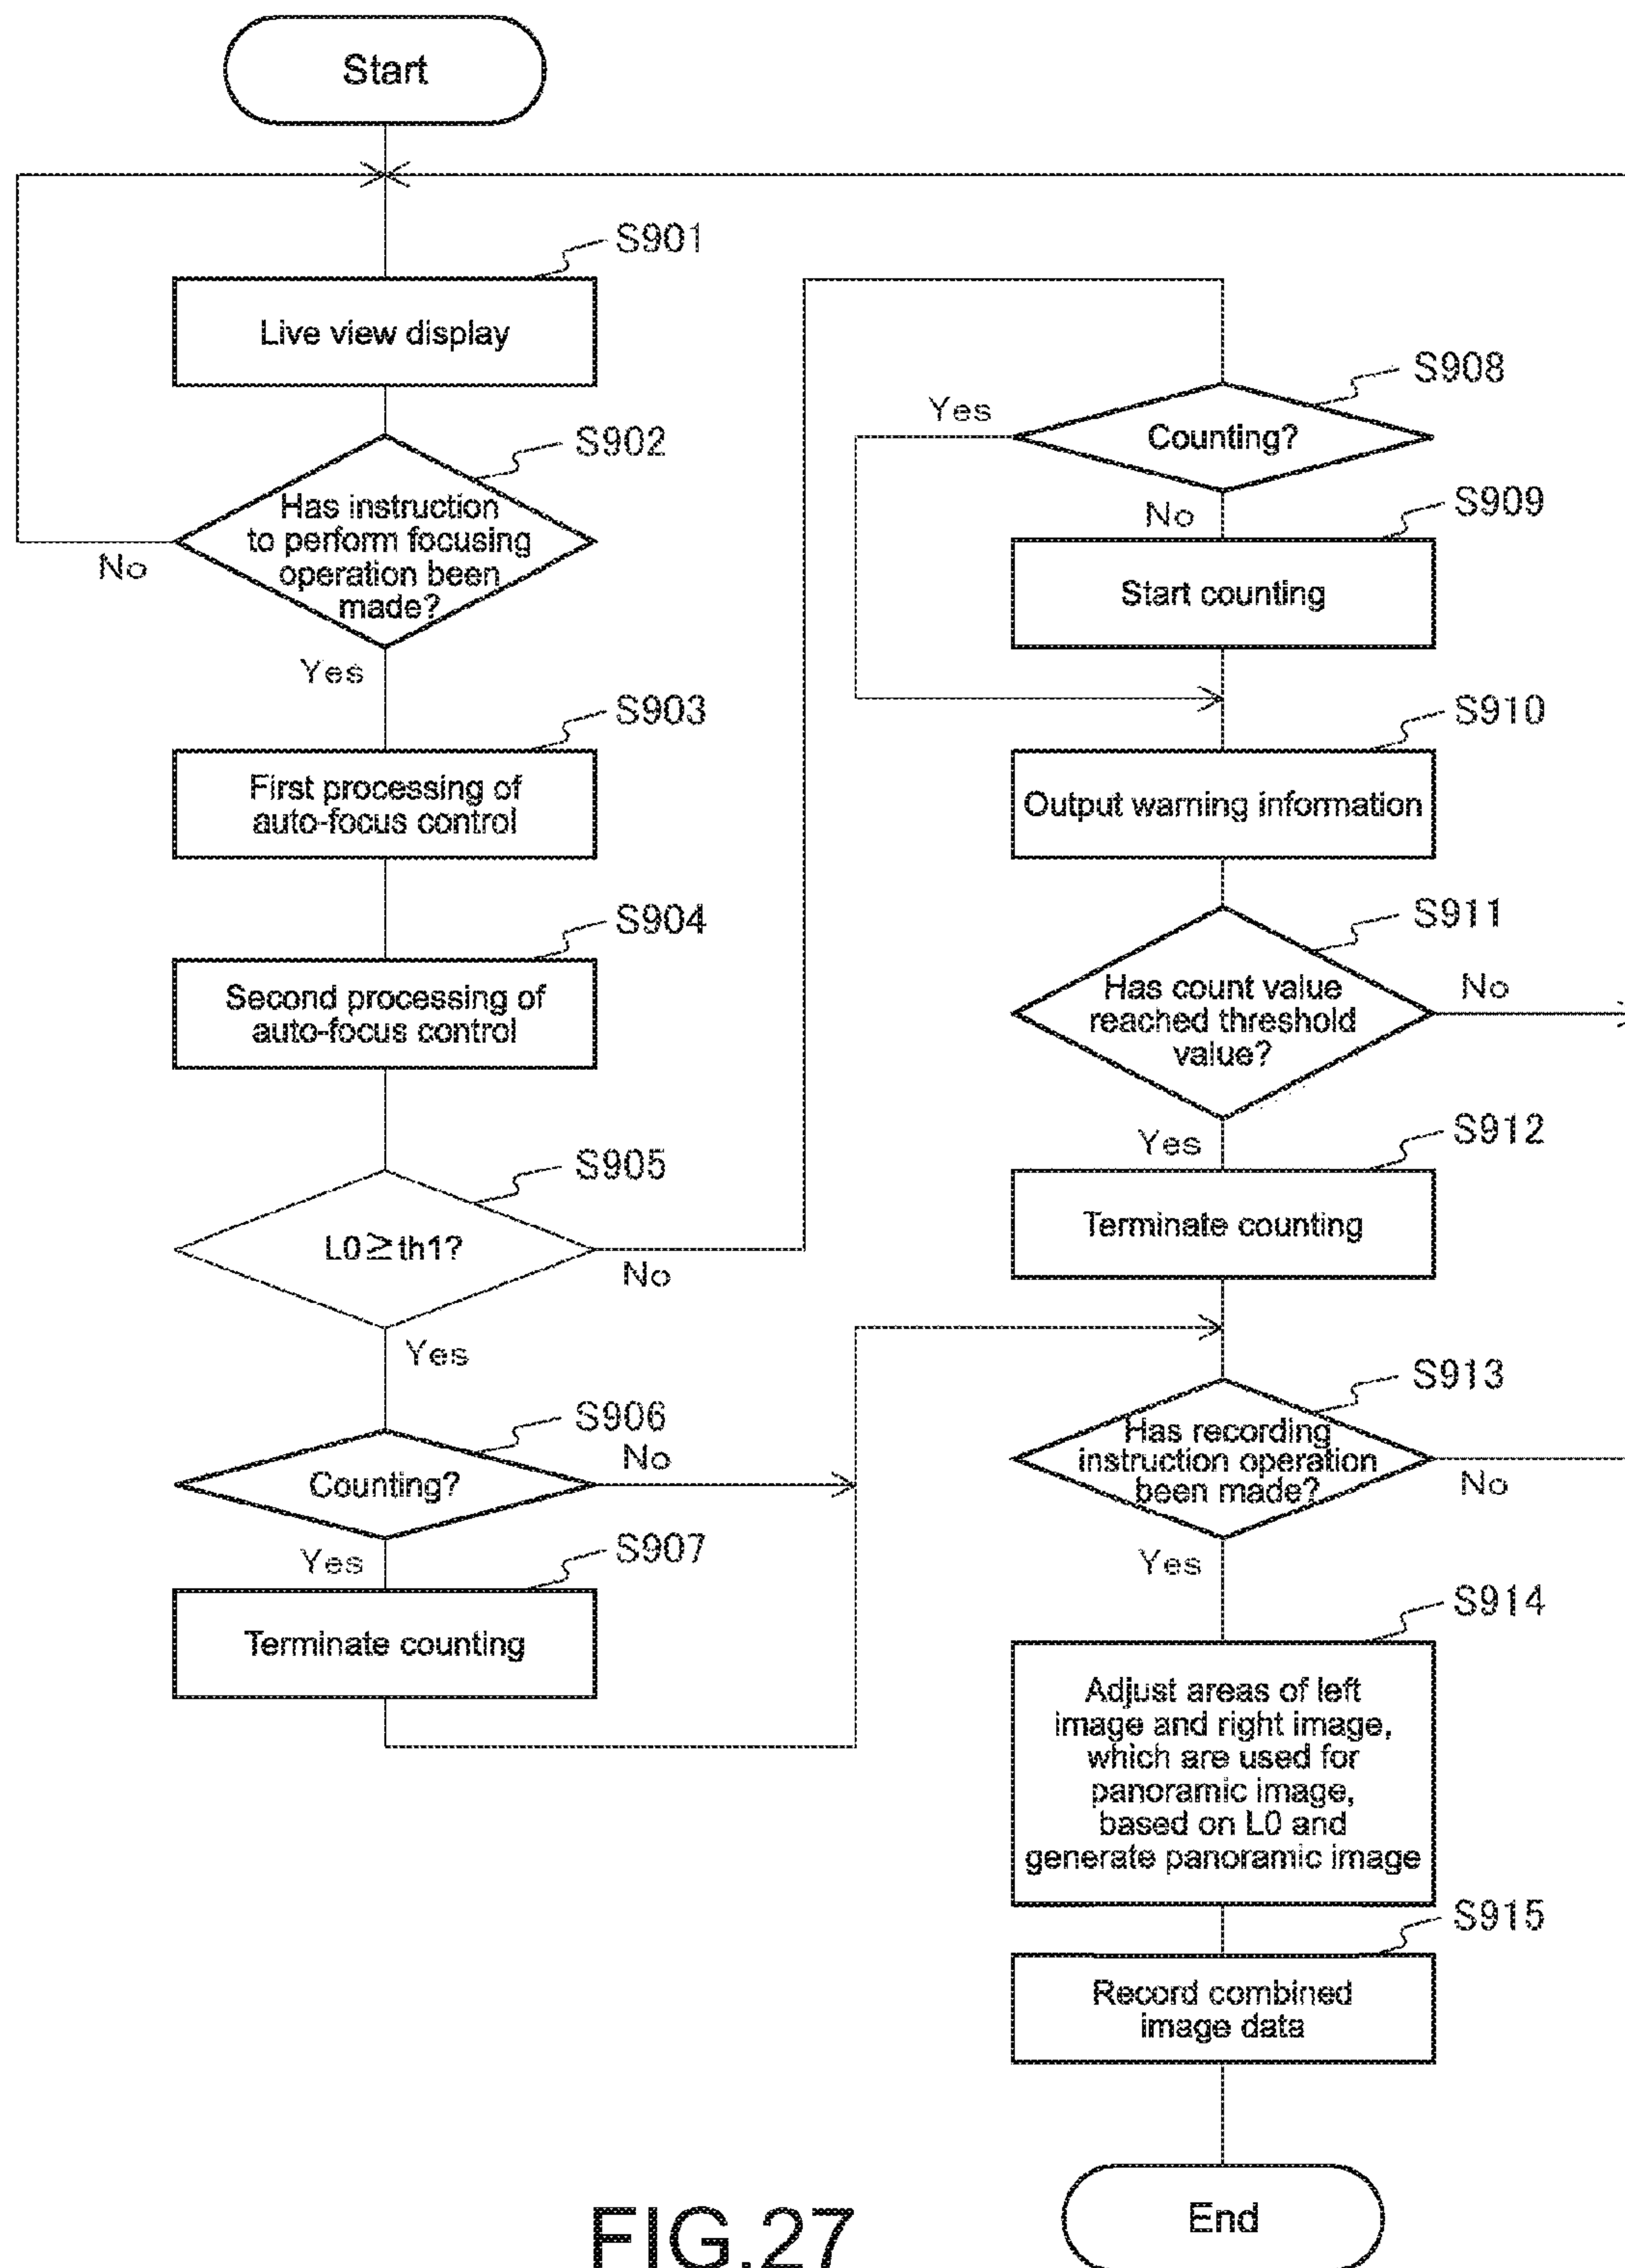 Start
S901
Live view display
S902
Has instruction
to perform focusing
operation been
made?
No
Yes
S903
First processing of
auto-focus control
S904
Second processing of
auto-focus control
S905
L0≧th1?
No
Yes
S906
Counting?
No
Yes
S907
Terminate counting
S908
Counting?
Yes
No
S909
Start counting
S910
Output warning information
S911
Has count value
reached threshold
value?
No
Yes
S912
Terminate counting
S913
Has recording
instruction operation
been made?
No
Yes
S914
Adjust areas of left
image and right image,
which are used for
panoramic image,
based on L0 and
generate panoramic image
S915
Record combined
image data
End
FIG.27